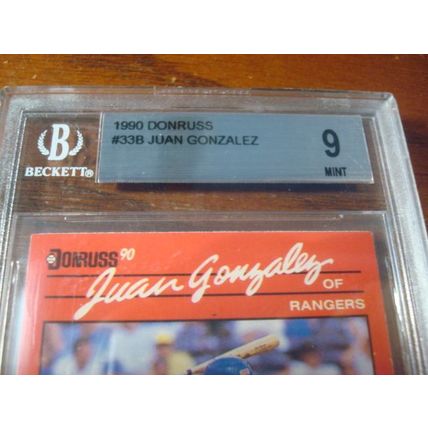 1990 DONRUSS
#33B JUAN GONZALEZ
9
MINT
B
BECKETT®
DONRUSS 90
Juan Gonzalez
OF
RANGERS